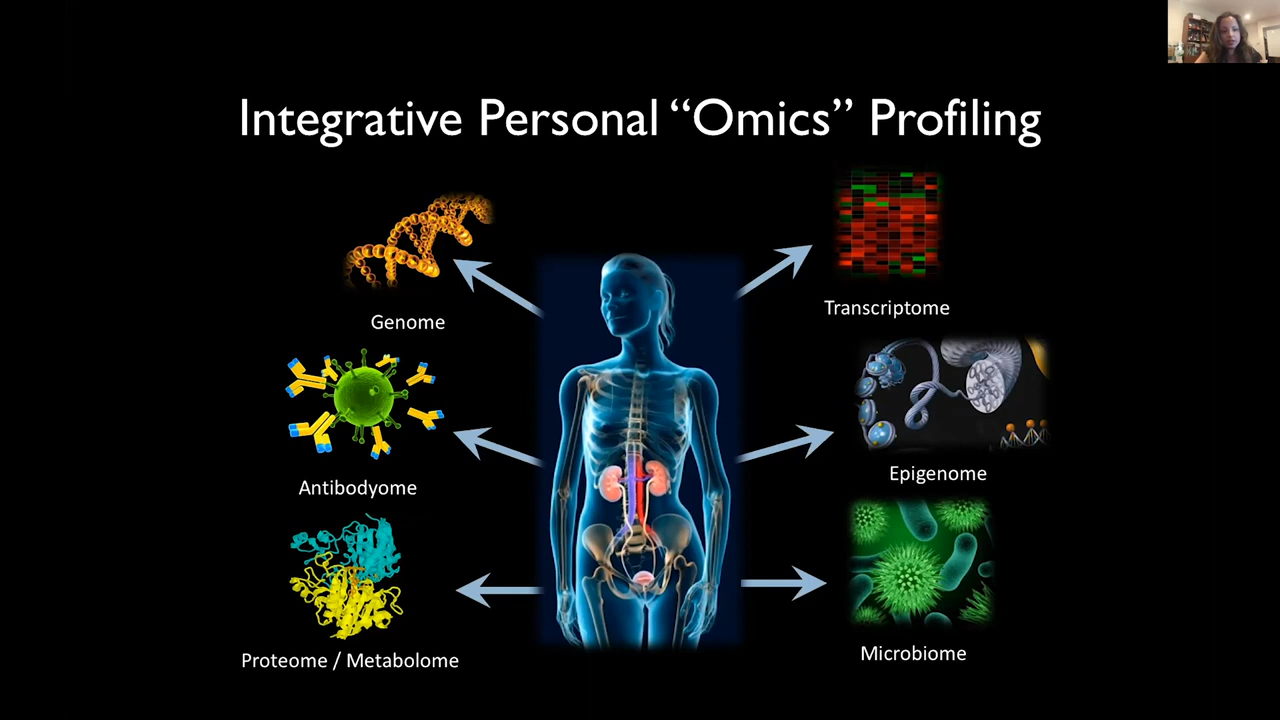 Integrative Personal “Omics” Profiling
Genome
Transcriptome
Antibodyome
Epigenome
Proteome / Metabolome
Microbiome